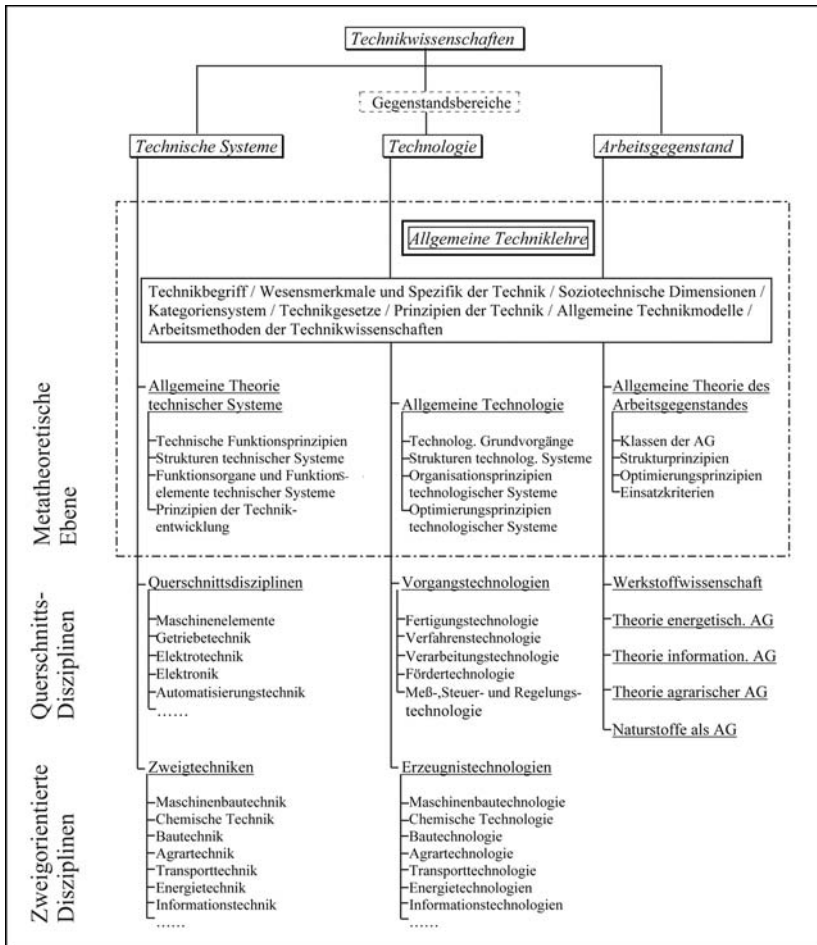 Technikwissenschaften
Gegenstandsbereiche
Technische Systeme
Technologie
Arbeitsgegenstand
Allgemeine Techniklehre
Technikbegriff / Wesensmerkmale und Spezifik der Technik / Soziotechnische Dimensionen /
Kategoriensystem / Technikgesetze / Prinzipien der Technik / Allgemeine Technikmodelle /
Arbeitsmethoden der Technikwissenschaften
Metatheoretische
Ebene
Allgemeine Theorie
technischer Systeme
Technische Funktionsprinzipien
Strukturen technischer Systeme
Funktionsorgane und Funktions-
elemente technischer Systeme
Prinzipien der Technik-
entwicklung
Allgemeine Technologie
Technolog. Grundvorgänge
Strukturen technolog. Systeme
Organisationsprinzipien
technologischer Systeme
Optimierungsprinzipien
technologischer Systeme
Allgemeine Theorie des
Arbeitsgegenstandes
Klassen der AG
Strukturprinzipien
Optimierungsprinzipien
Einsatzkriterien
Querschnitts-
Disziplinen
Querschnittsdisziplinen
Maschinenelemente
Getriebetechnik
Elektrotechnik
Elektronik
Automatisierungstechnik
......
Vorgangstechnologien
Fertigungstechnologie
Verfahrenstechnologie
Verarbeitungstechnologie
Fördertechnologie
Meß-,Steuer- und Regelungs-
technologie
Werkstoffwissenschaft
Theorie energetisch. AG
Theorie information. AG
Theorie agrarischer AG
Naturstoffe als AG
Zweigorientierte
Disziplinen
Zweigtechniken
Maschinenbautechnik
Chemische Technik
Bautechnik
Agrartechnik
Transporttechnik
Energietechnik
Informationstechnik
......
Erzeugnistechnologien
Maschinenbautechnologie
Chemische Technologie
Bautechnologie
Agrartechnologie
Transporttechnologie
Energietechnologien
Informationstechnologien
......